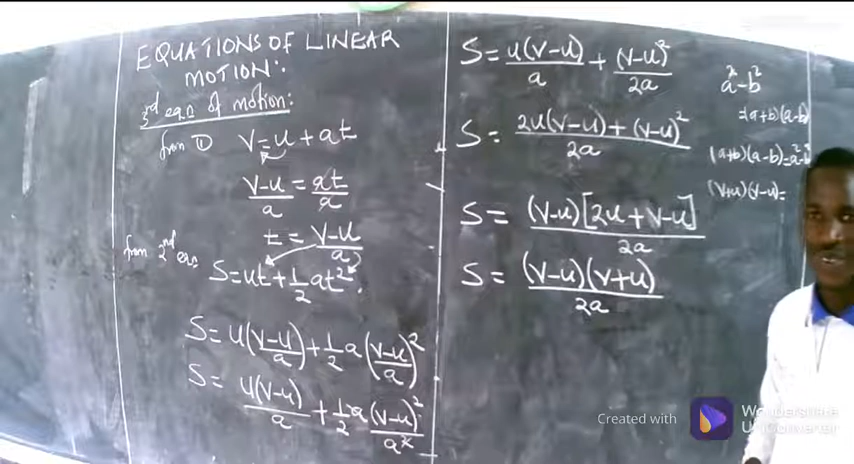 EQUATIONS OF LINEAR
MOTION:
3rd eqn of motion:
from ① V = u + at
V-u/a = at/a
t = V-u/a
from 2nd eqn
S = ut + 1/2 at²
S = u(V-u/a) + 1/2 a(V-u/a)²
S = u(V-u)/a + 1/2 a (V-u)²/a²
S = u(V-u)/a + (V-u)²/2a
S = 2u(V-u) + (V-u)²/2a
S = (V-u)[2u + V-u]/2a
S = (V-u)(V+u)/2a
a² - b²
=(a+b)(a-b)
(a+b)(a-b) = a²-b²
(V+u)(V-u) =
Created with
Wondershare
UniConverter